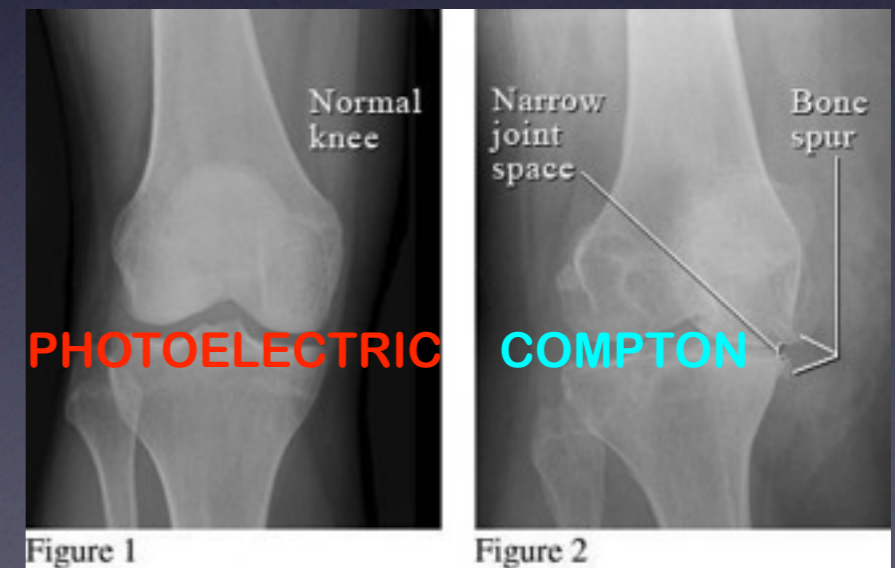 Normal
knee
PHOTOELECTRIC
Figure 1
Narrow
joint
space
Bone
spur
COMPTON
Figure 2